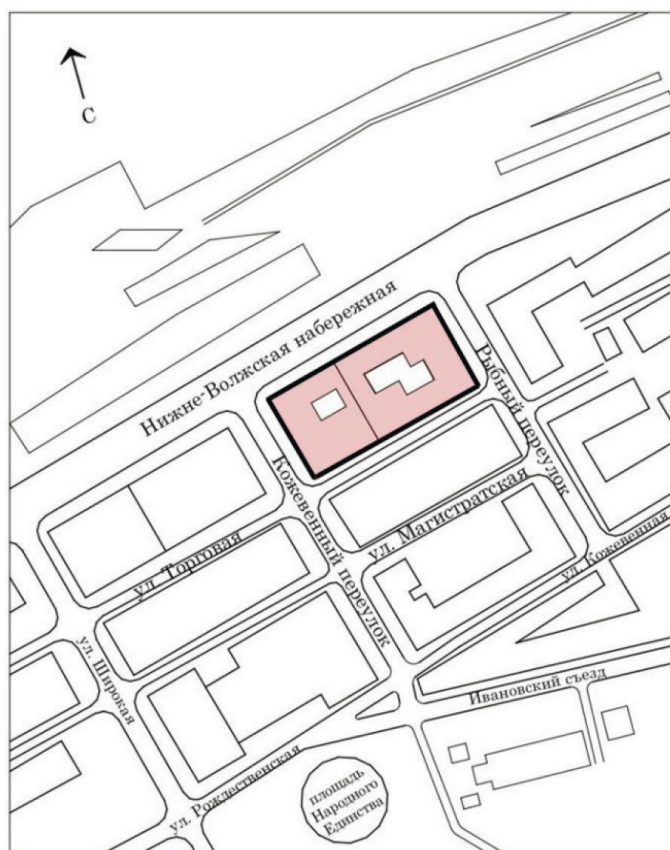 С
Нижне-Волжская набережная
Рыбный переулок
Кожевенный переулок
ул. Магистратская
ул. Торговая
ул. Кожевенная
ул. Широкая
Ивановский съезд
ул. Рождественская
площадь
Народного
Единства